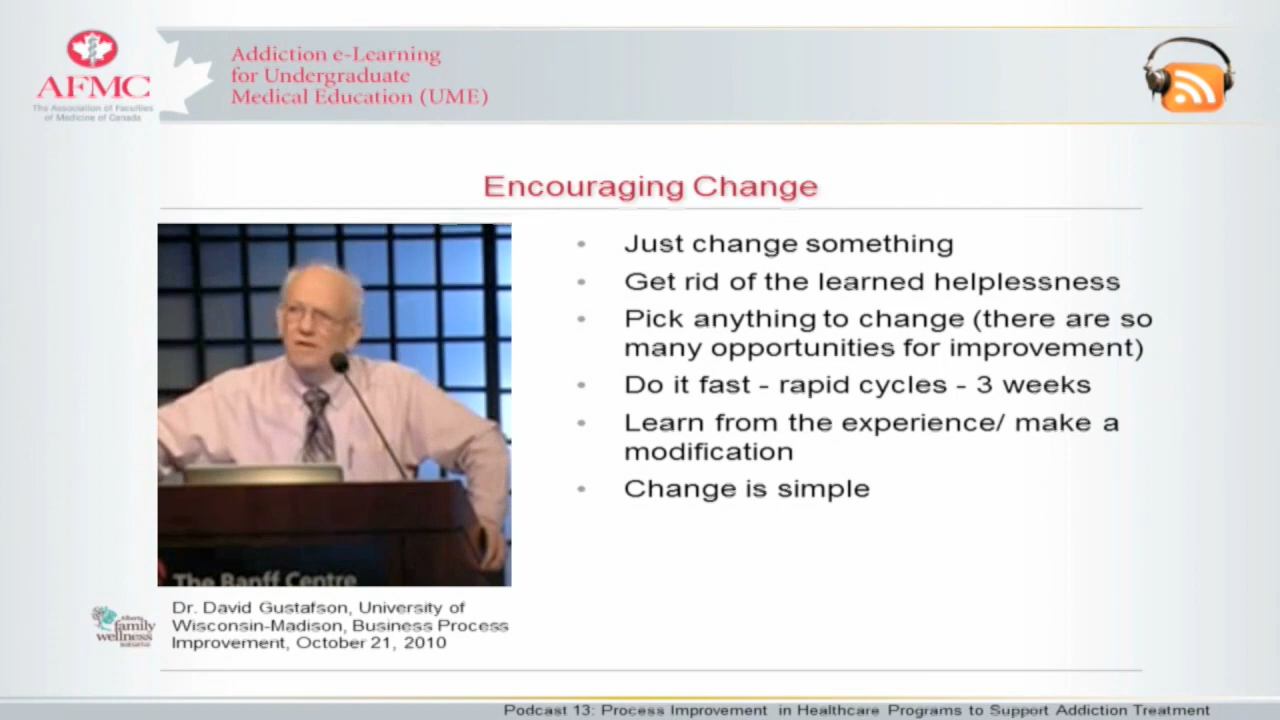 AFMC
The Association of Faculties
of Medicine of Canada
Addiction e-Learning
for Undergraduate
Medical Education (UME)
Encouraging Change
• Just change something
• Get rid of the learned helplessness
• Pick anything to change (there are so
many opportunities for improvement)
• Do it fast - rapid cycles - 3 weeks
• Learn from the experience/ make a
modification
• Change is simple
The Banff Centre
Dr. David Gustafson, University of
Wisconsin-Madison, Business Process
Improvement, October 21, 2010
Alberta
family
wellness
initiative
Podcast 13: Process Improvement in Healthcare Programs to Support Addiction Treatment